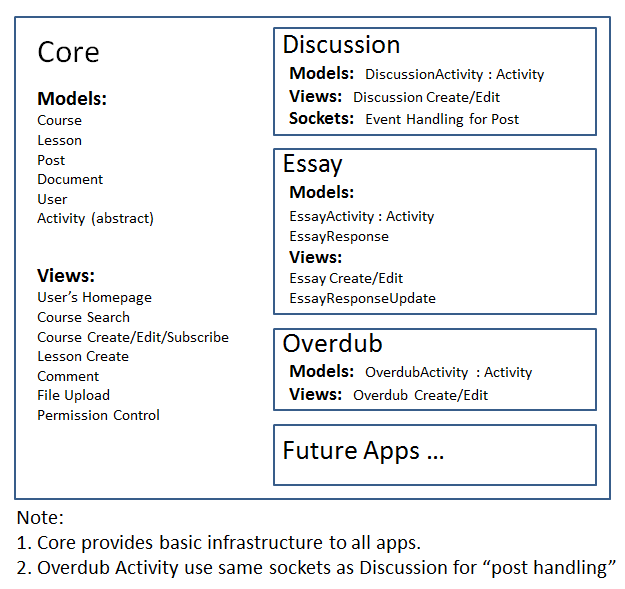 Core
Models:
Course
Lesson
Post
Document
User
Activity (abstract)
Views:
User's Homepage
Course Search
Course Create/Edit/Subscribe
Lesson Create
Comment
File Upload
Permission Control
Discussion
Models: DiscussionActivity : Activity
Views: Discussion Create/Edit
Sockets: Event Handling for Post
Essay
Models:
EssayActivity : Activity
EssayResponse
Views:
Essay Create/Edit
EssayResponseUpdate
Overdub
Models: OverdubActivity : Activity
Views: Overdub Create/Edit
Future Apps ...
Note:
1. Core provides basic infrastructure to all apps.
2. Overdub Activity use same sockets as Discussion for “post handling”